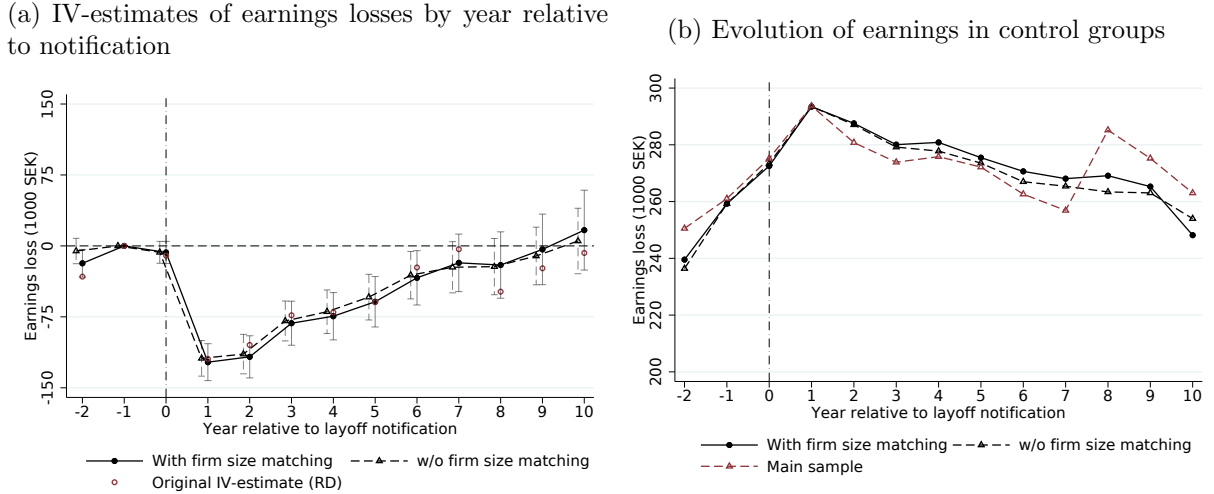 (a) IV-estimates of earnings losses by year relative
to notification
Earnings loss (1000 SEK)
150
75
0
-75
-150
-2 -1 0 1 2 3 4 5 6 7 8 9 10
Year relative to layoff notification
With firm size matching w/o firm size matching
Original IV-estimate (RD)
(b) Evolution of earnings in control groups
Earnings loss (1000 SEK)
300
280
260
240
220
200
-2 -1 0 1 2 3 4 5 6 7 8 9 10
Year relative to layoff notification
With firm size matching w/o firm size matching
Main sample